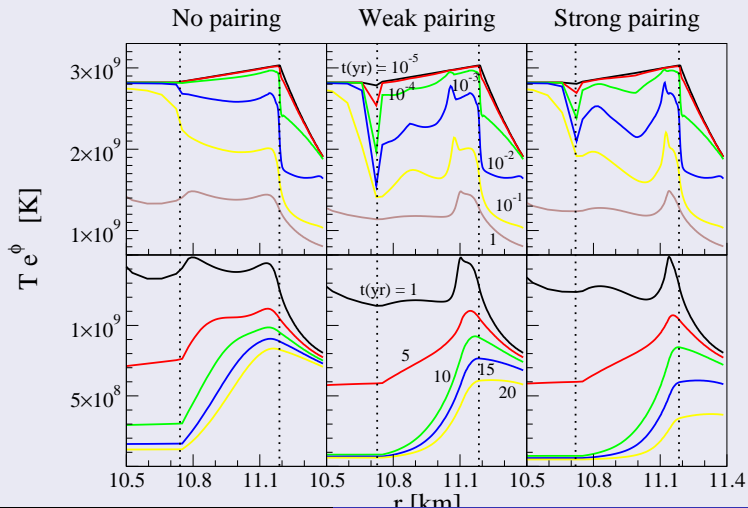 No pairing Weak pairing Strong pairing
T e^ϕ [K]
3×10^9
2×10^9
1×10^9
t(yr) = 10^-5
10^-4
10^-3
10^-2
10^-1
1
1×10^9
5×10^8
t(yr) = 1
5
10
15
20
10.5 10.8 11.1 10.5 10.8 11.1 10.5 10.8 11.1 11.4
r [km]